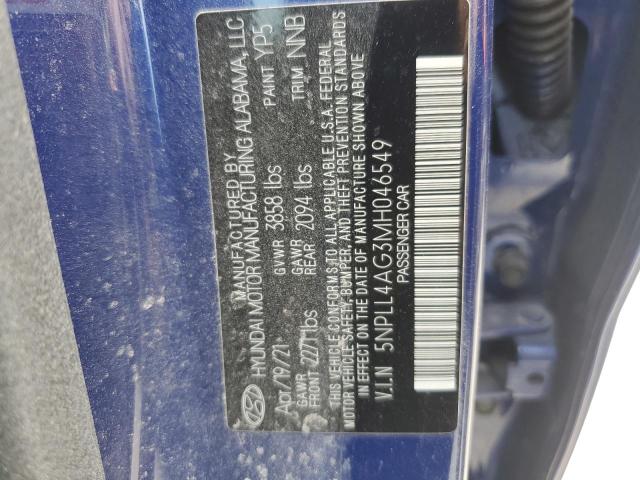 MANUFACTURED BY
HYUNDAI MOTOR MANUFACTURING ALABAMA, LLC
Apr/19/21 GVWR 3858 lbs PAINT YP5
GAWR GAWR
FRONT 2271 lbs REAR 2094 lbs TRIM NNB
THIS VEHICLE CONFORMS TO ALL APPLICABLE U.S.A. FEDERAL
MOTOR VEHICLE SAFETY, BUMPER, AND THEFT PREVENTION STANDARDS
IN EFFECT ON THE DATE OF MANUFACTURE SHOWN ABOVE
V.I.N 5NPLL4AG3MH046549
PASSENGER CAR